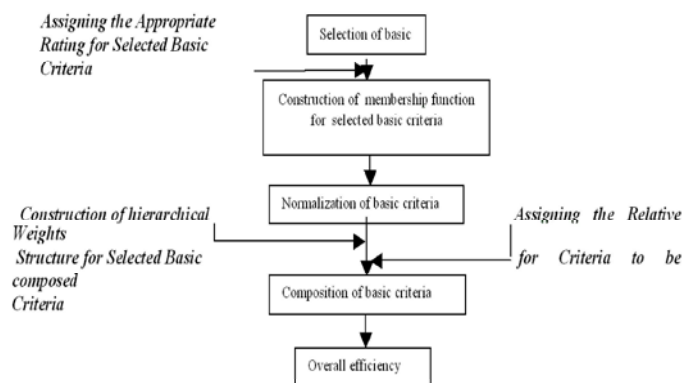 Assigning the Appropriate
Rating for Selected Basic
Criteria
Selection of basic
Construction of membership function
for selected basic criteria
Normalization of basic criteria
Construction of hierarchical
Weights
Structure for Selected Basic
composed
Criteria
Assigning the Relative
for Criteria to be
Composition of basic criteria
Overall efficiency